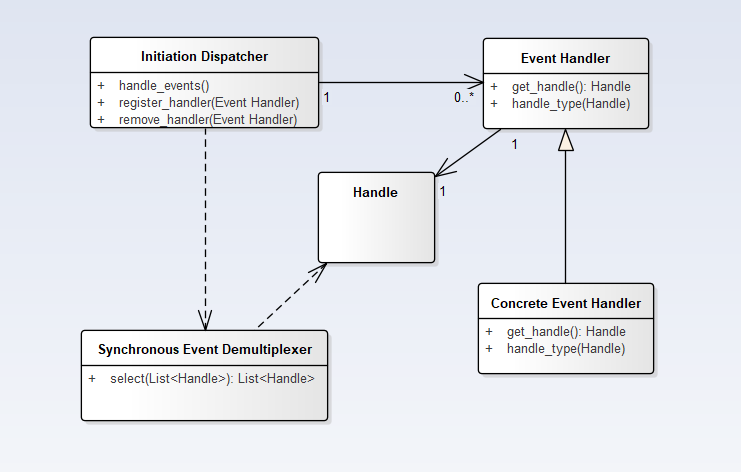 Initiation Dispatcher
+ handle_events()
+ register_handler(Event Handler)
+ remove_handler(Event Handler)
1
0..*
Event Handler
+ get_handle(): Handle
+ handle_type(Handle)
1
1
Handle
Concrete Event Handler
+ get_handle(): Handle
+ handle_type(Handle)
Synchronous Event Demultiplexer
+ select(List<Handle>): List<Handle>